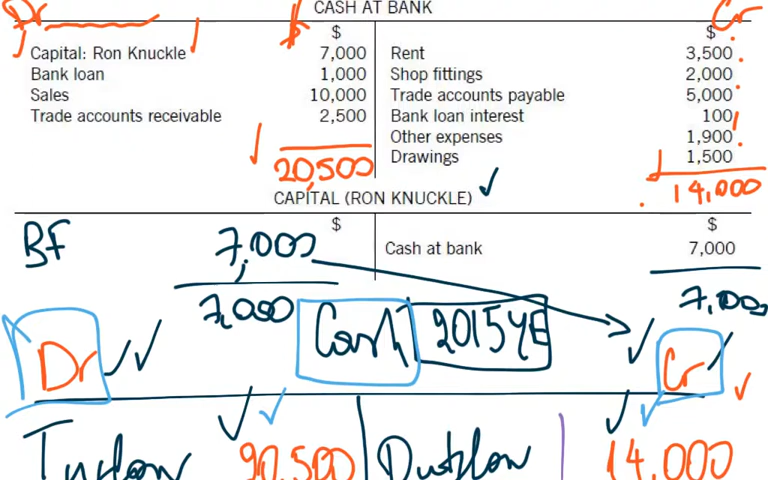 Dr CASH AT BANK Cr
$ $
Capital: Ron Knuckle 7,000 Rent 3,500
Bank loan 1,000 Shop fittings 2,000
Sales 10,000 Trade accounts payable 5,000
Trade accounts receivable 2,500 Bank loan interest 100
Other expenses 1,900
Drawings 1,500
20,500 14,000
CAPITAL (RON KNUCKLE)
$ $
BF 7,000 Cash at bank 7,000
7,000 7,000
Dr Cash 2015 YE Cr
Inflow 20,500 Outflow 14,000